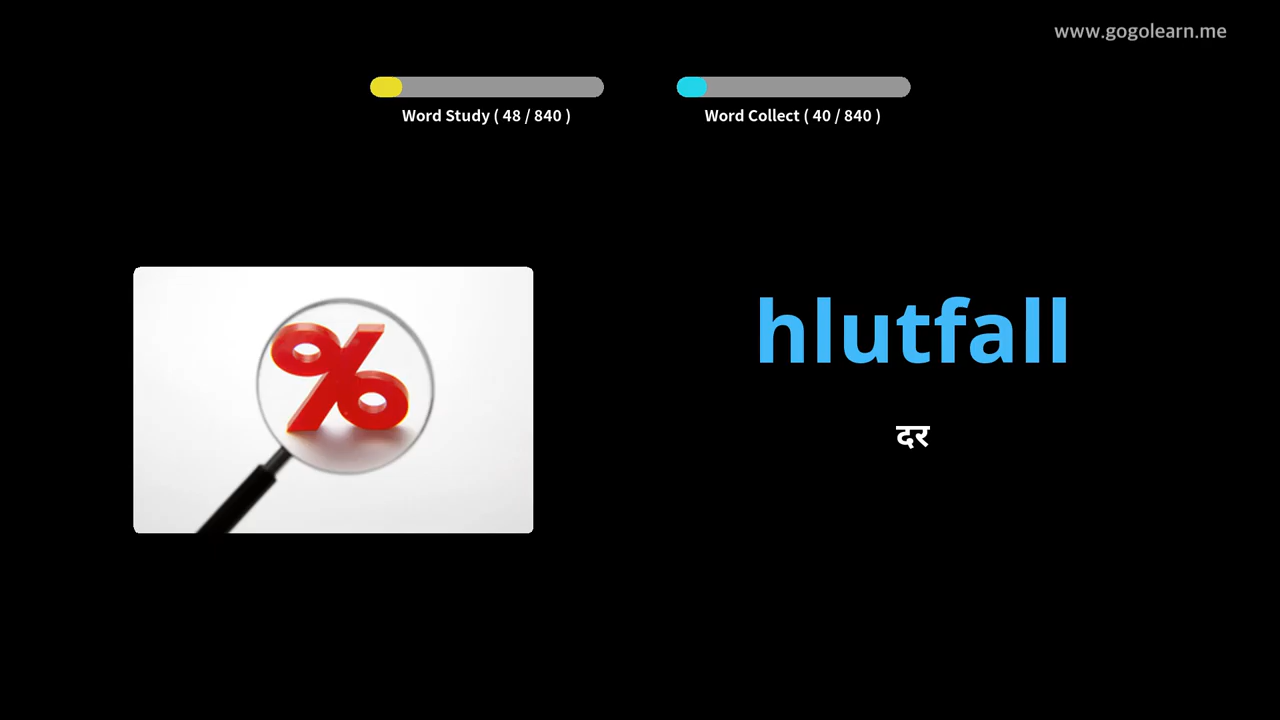 www.gogolearn.me
Word Study ( 48 / 840 )
Word Collect ( 40 / 840 )
%
hlutfall
दर